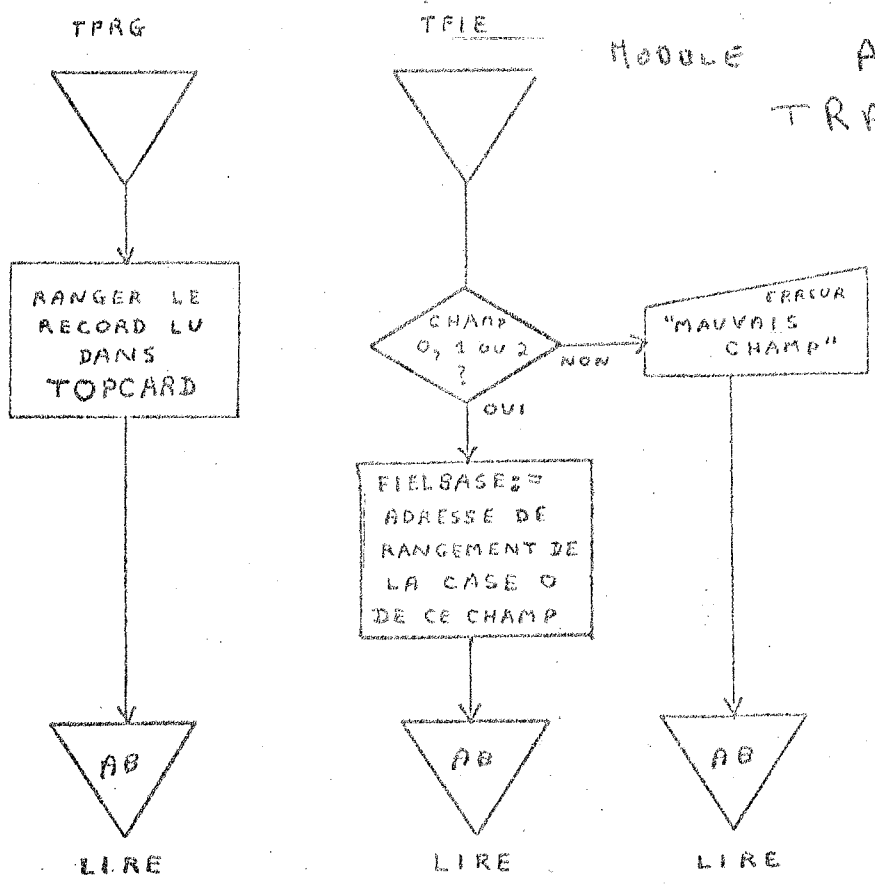 TPRG
TFIE
MODULE A
TRA
RANGER LE
RECORD LU
DANS
TOPCARD
CHAMP
0, 1 OU 2
?
NON
OUI
ERREUR
"MAUVAIS
CHAMP"
FIELBASE:=
ADRESSE DE
RANGEMENT DE
LA CASE 0
DE CE CHAMP
AB
LIRE
AB
LIRE
AB
LIRE